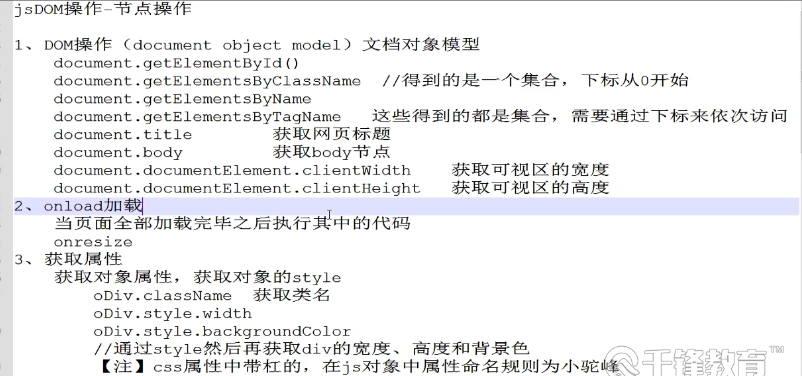 jsDOM操作-节点操作
1、DOM操作（document object model）文档对象模型
document.getElementById()
document.getElementsByClassName //得到的是一个集合，下标从0开始
document.getElementsByName
document.getElementsByTagName 这些得到的都是集合，需要通过下标来依次访问
document.title 获取网页标题
document.body 获取body节点
document.documentElement.clientWidth 获取可视区的宽度
document.documentElement.clientHeight 获取可视区的高度
2、onload加载
当页面全部加载完毕之后执行其中的代码
onresize
3、获取属性
获取对象属性，获取对象的style
oDiv.className 获取类名
oDiv.style.width
oDiv.style.backgroundColor
//通过style然后再获取div的宽度、高度和背景色
【注】css属性中带杠的，在js对象中属性命名规则为小驼峰
千锋教育™